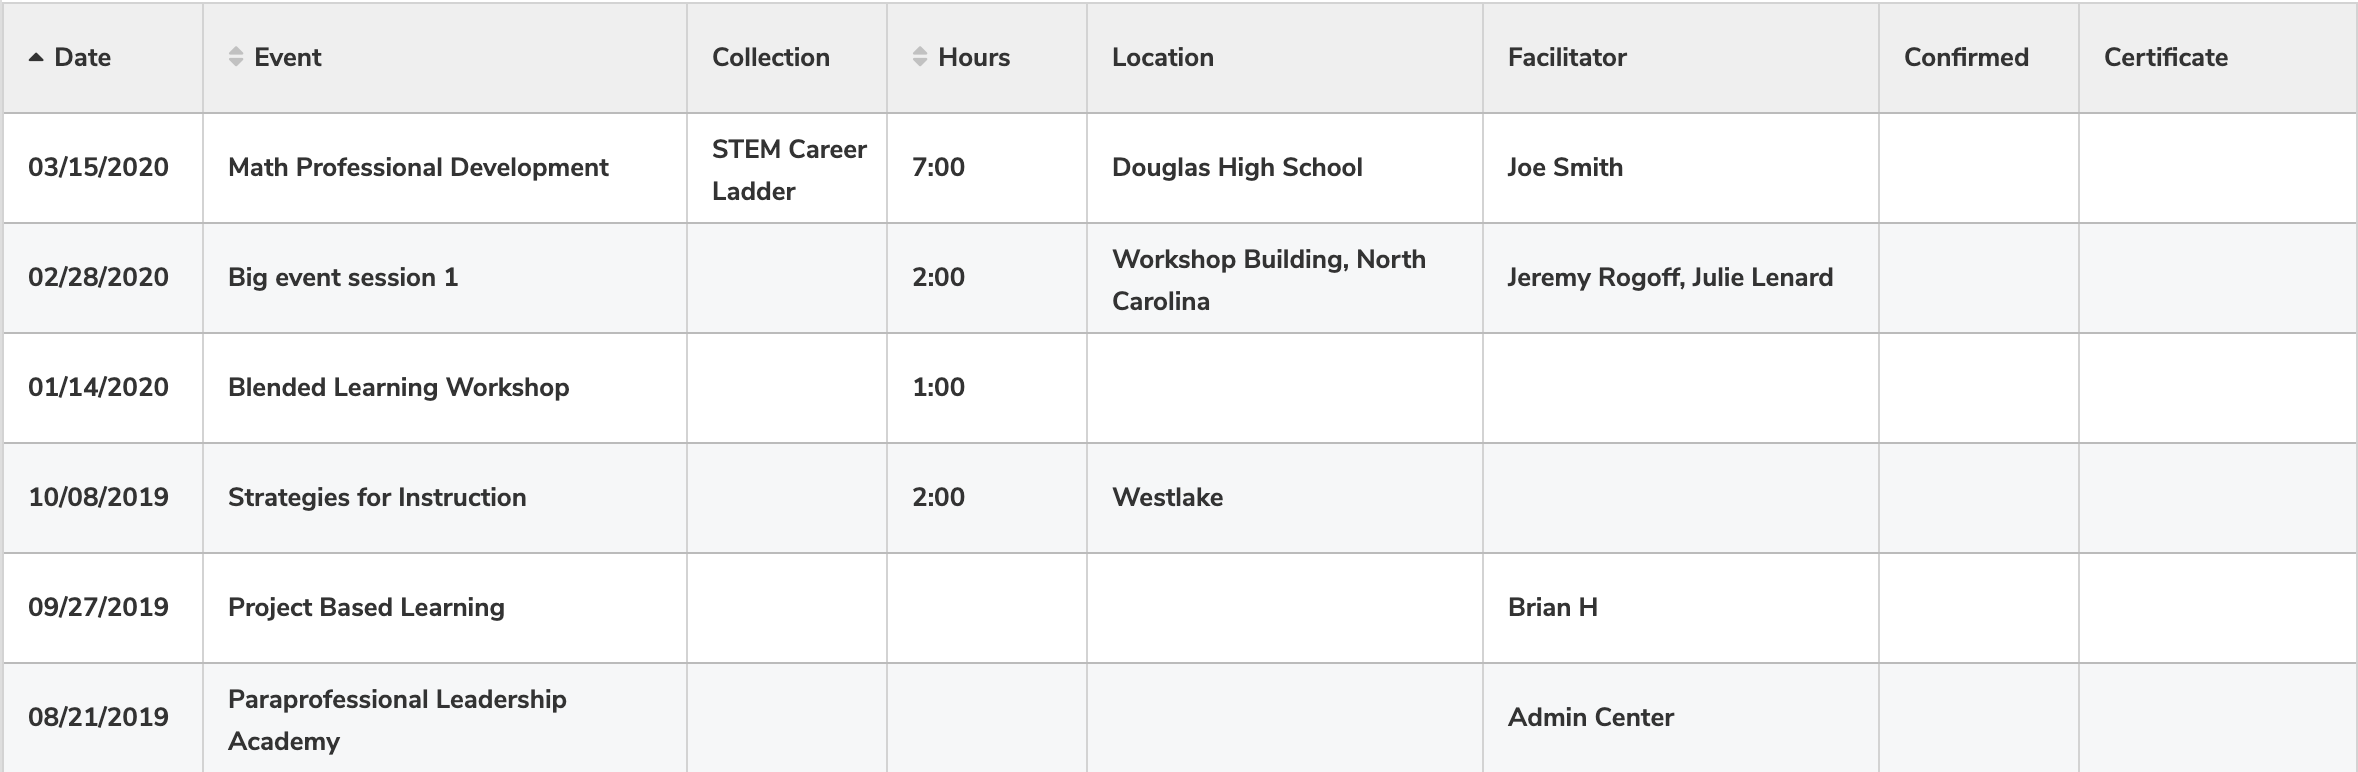 Date Event Collection Hours Location Facilitator Confirmed Certificate
03/15/2020 Math Professional Development STEM Career Ladder 7:00 Douglas High School Joe Smith
02/28/2020 Big event session 1 2:00 Workshop Building, North Carolina Jeremy Rogoff, Julie Lenard
01/14/2020 Blended Learning Workshop 1:00
10/08/2019 Strategies for Instruction 2:00 Westlake
09/27/2019 Project Based Learning Brian H
08/21/2019 Paraprofessional Leadership Academy Admin Center